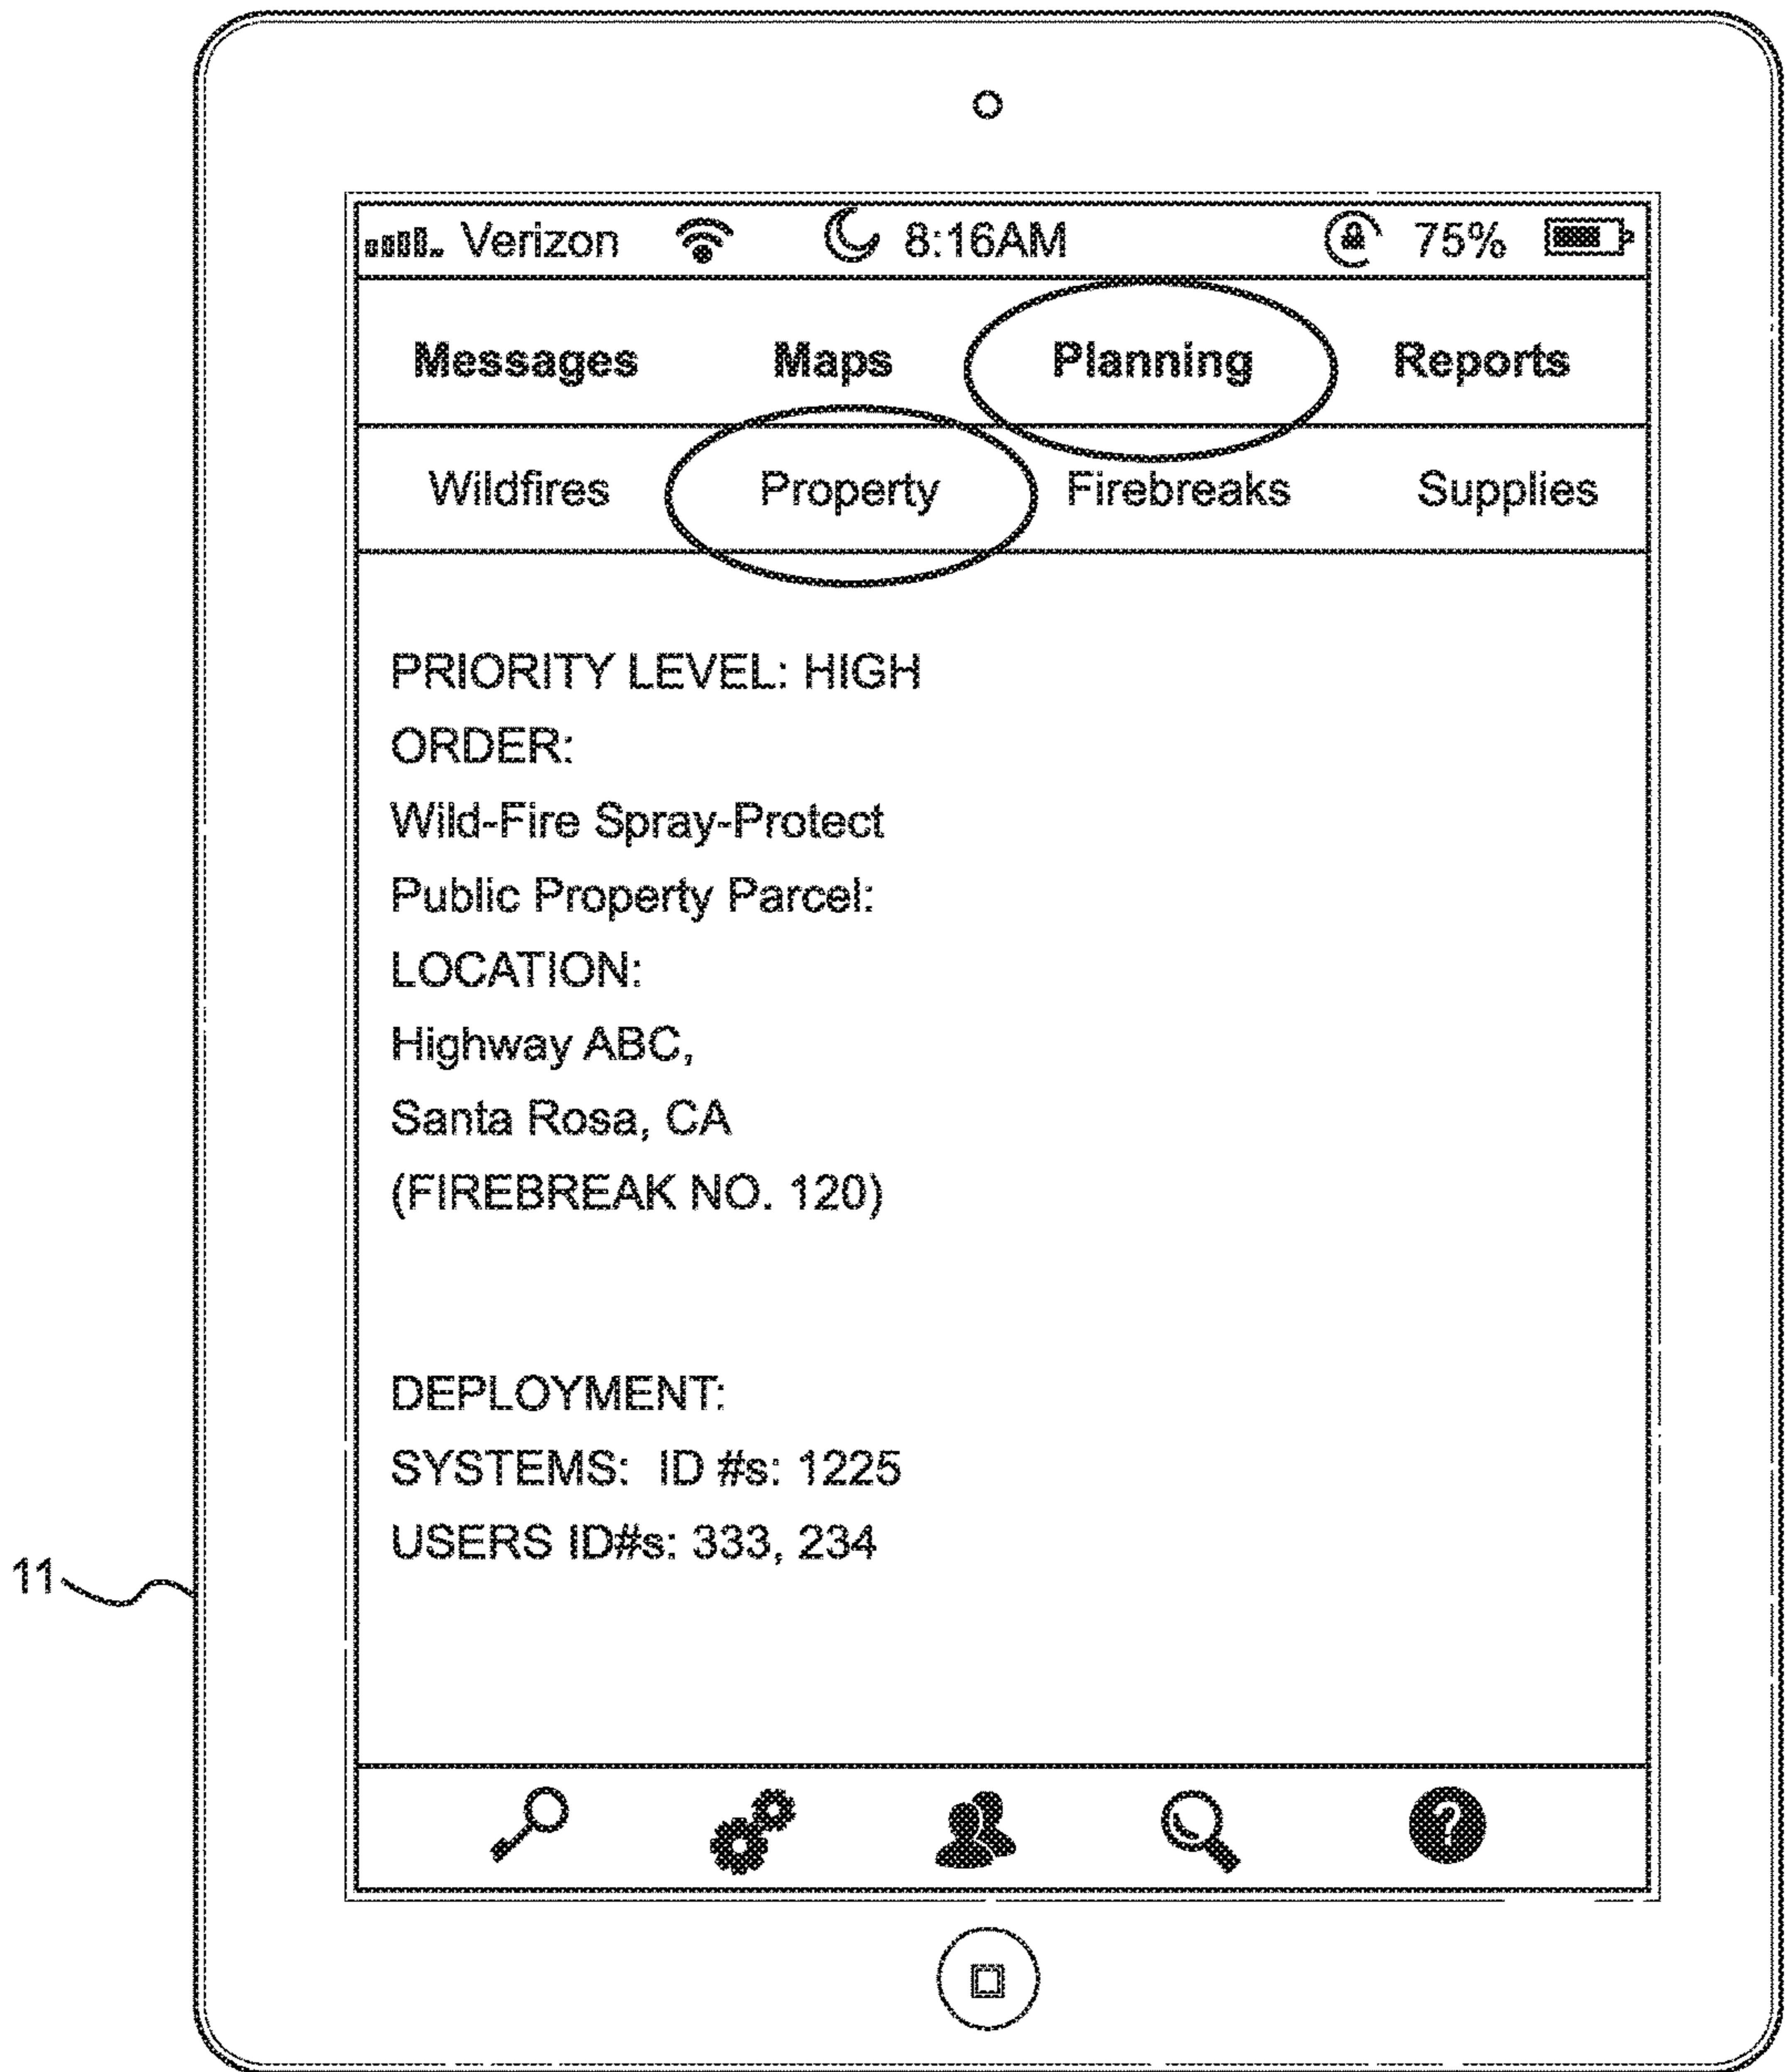 Verizon 8:16AM 75%
Messages Maps Planning Reports
Wildfires Property Firebreaks Supplies
PRIORITY LEVEL: HIGH
ORDER:
Wild-Fire Spray-Protect
Public Property Parcel:
LOCATION:
Highway ABC,
Santa Rosa, CA
(FIREBREAK NO. 120)
DEPLOYMENT:
SYSTEMS: ID #s: 1225
USERS ID#s: 333, 234
11
?